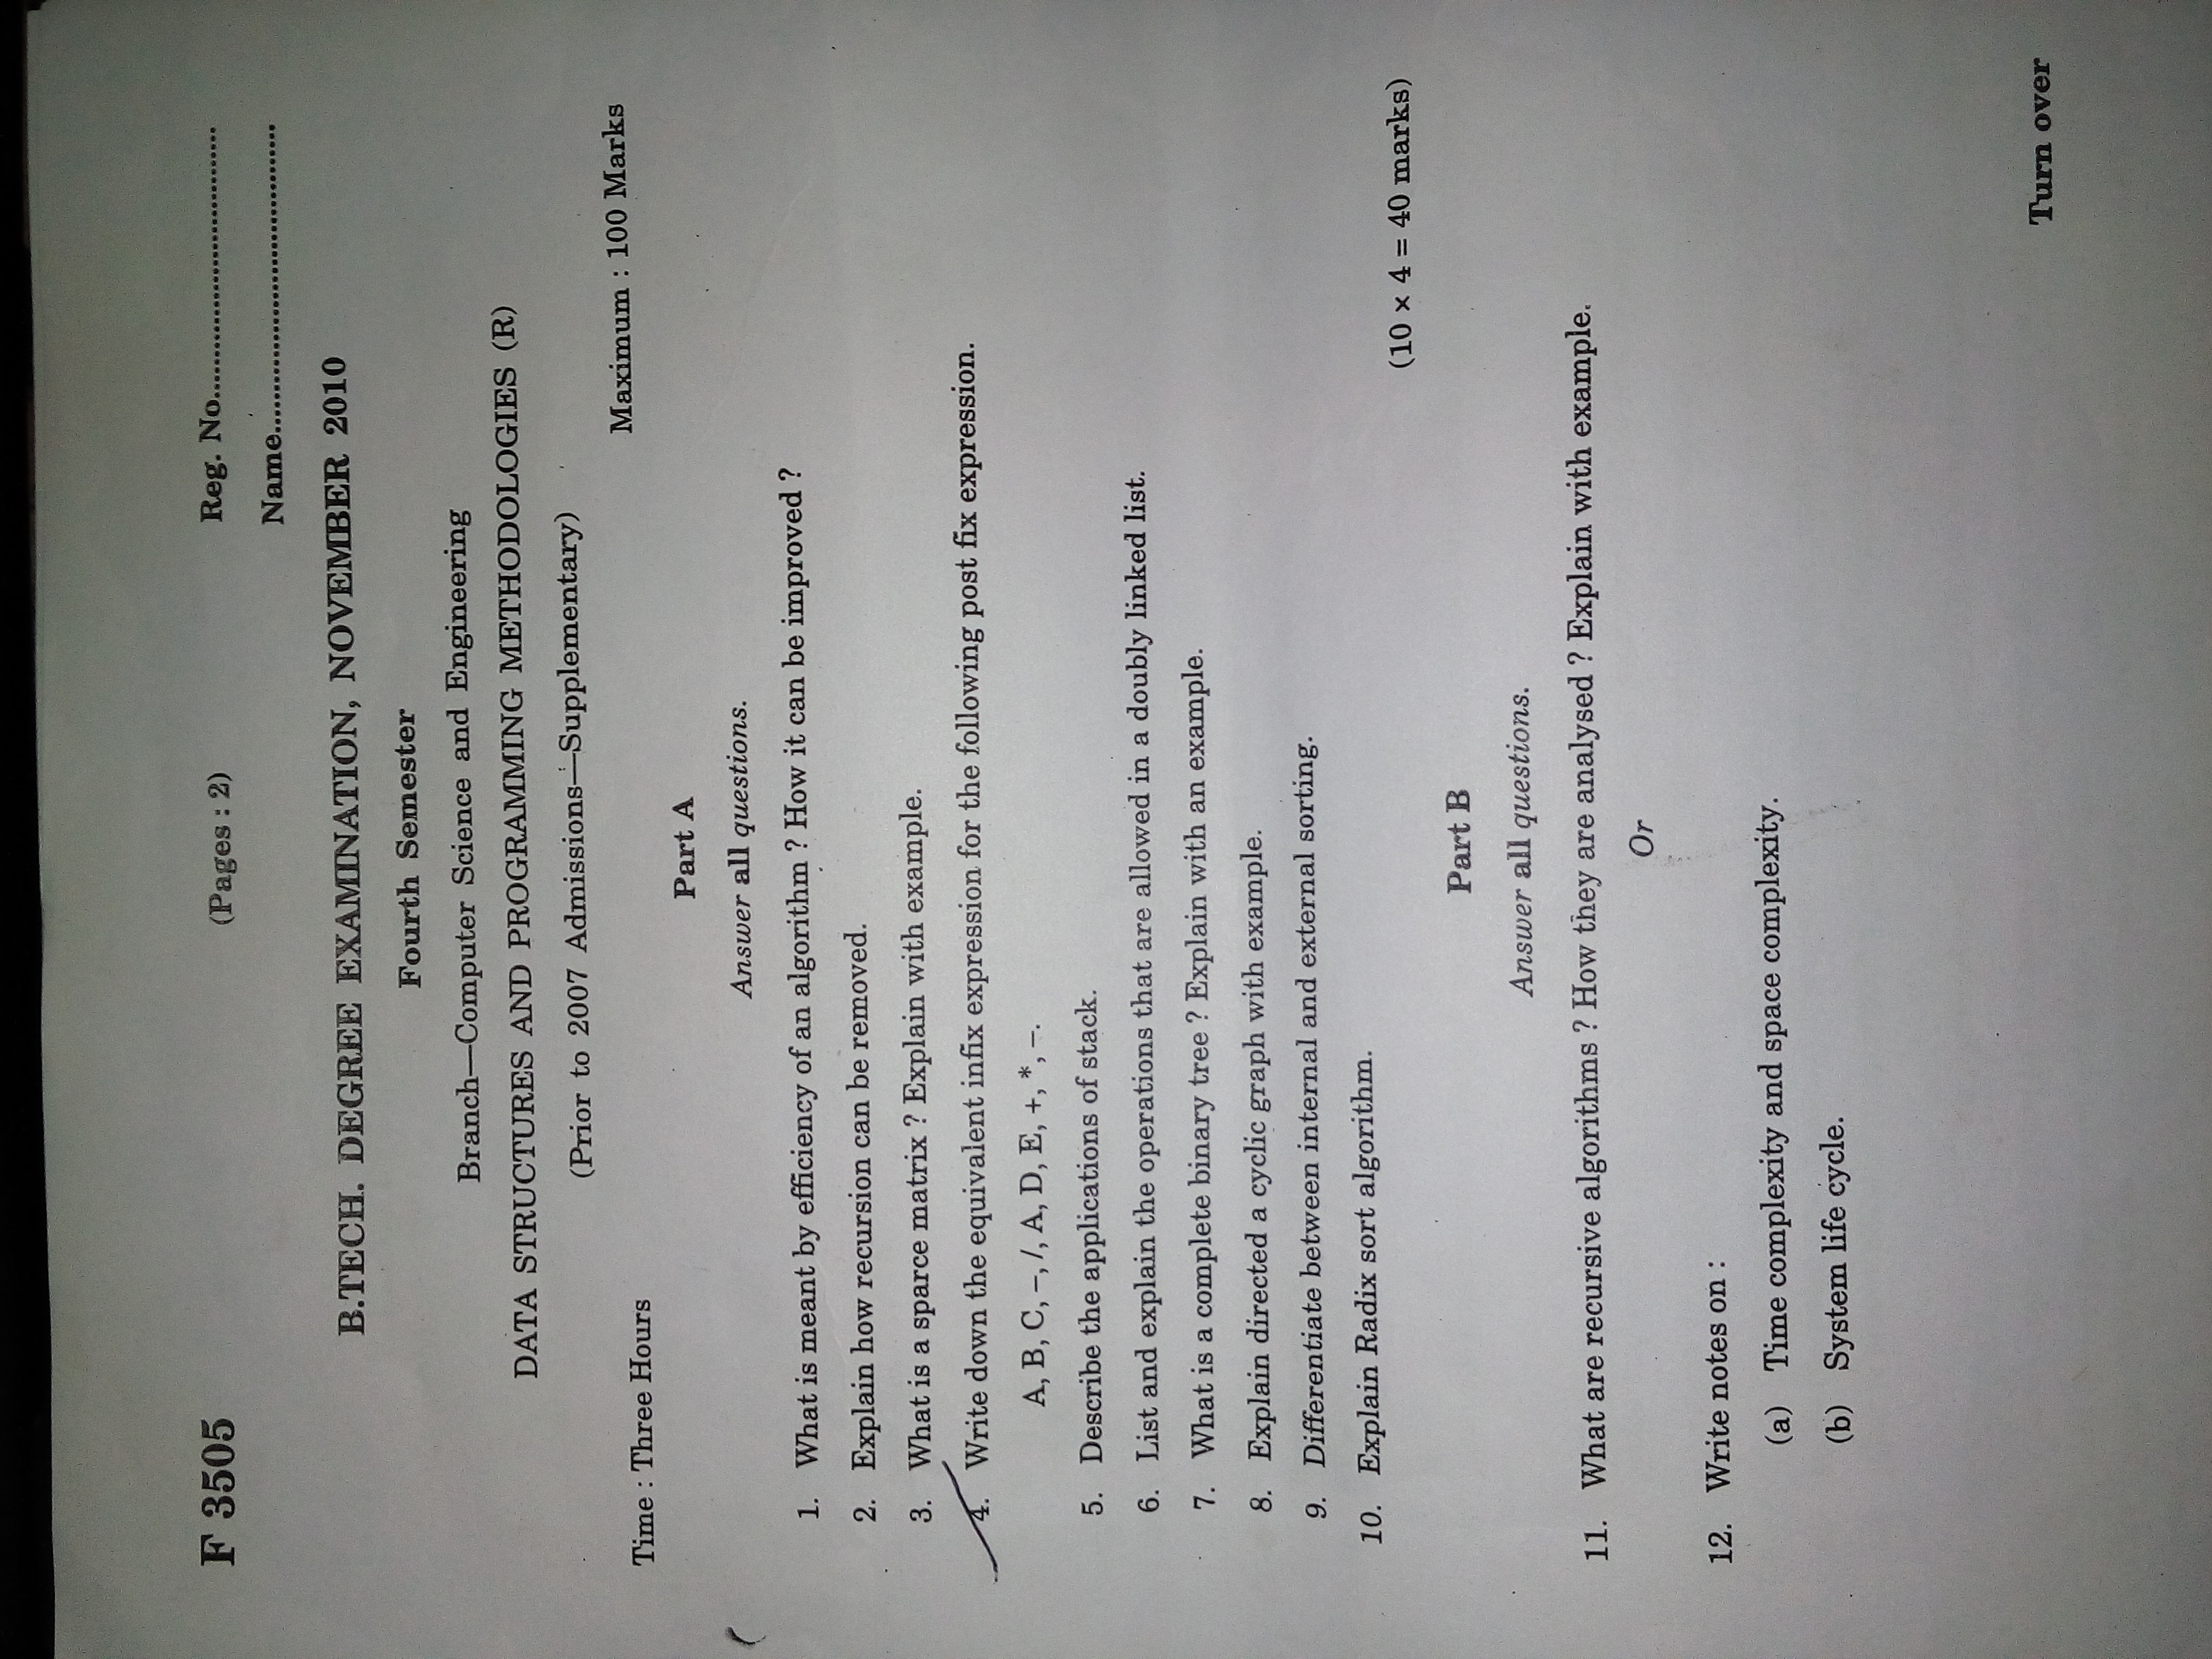 F 3505
(Pages : 2)
Reg. No.................................
Name.....................................
B.TECH. DEGREE EXAMINATION, NOVEMBER 2010
Fourth Semester
Branch—Computer Science and Engineering
DATA STRUCTURES AND PROGRAMMING METHODOLOGIES (R)
(Prior to 2007 Admissions—Supplementary)
Time : Three Hours
Maximum : 100 Marks
Part A
Answer all questions.
1. What is meant by efficiency of an algorithm ? How it can be improved ?
2. Explain how recursion can be removed.
3. What is a sparce matrix ? Explain with example.
4. Write down the equivalent infix expression for the following post fix expression.
A, B, C, –, /, A, D, E, +, *, –.
5. Describe the applications of stack.
6. List and explain the operations that are allowed in a doubly linked list.
7. What is a complete binary tree ? Explain with an example.
8. Explain directed a cyclic graph with example.
9. Differentiate between internal and external sorting.
10. Explain Radix sort algorithm.
(10 × 4 = 40 marks)
Part B
Answer all questions.
11. What are recursive algorithms ? How they are analysed ? Explain with example.
Or
12. Write notes on :
(a) Time complexity and space complexity.
(b) System life cycle.
Turn over